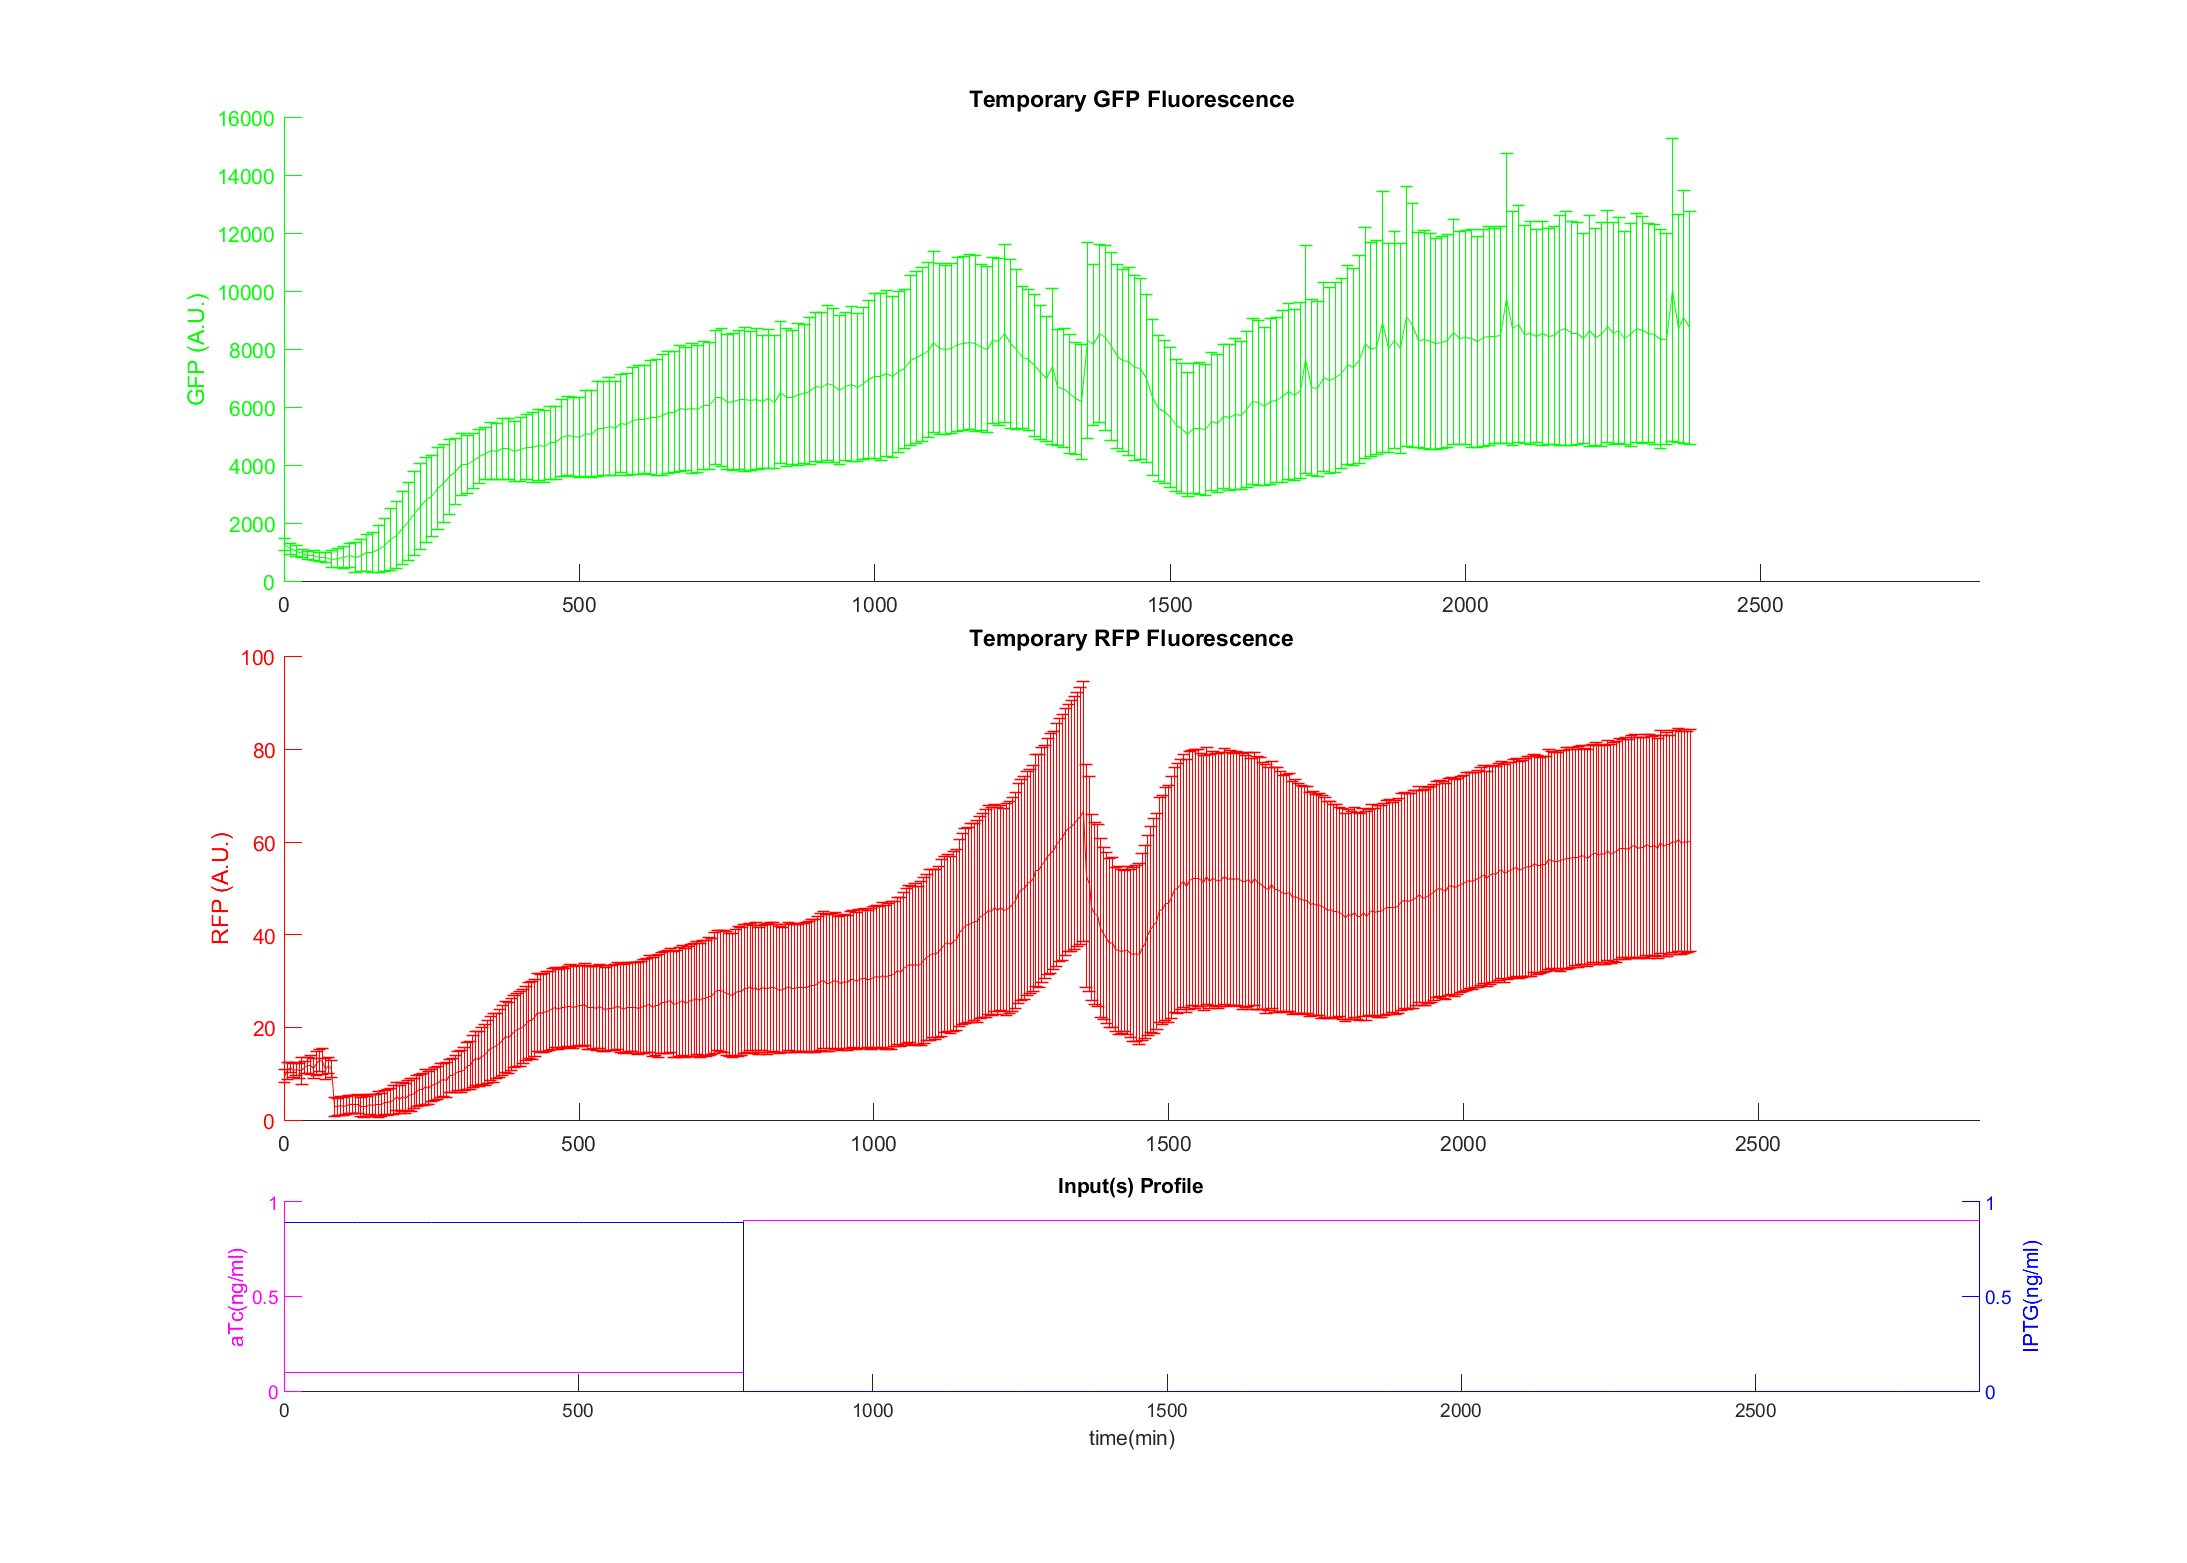 Temporary GFP Fluorescence
16000
14000
12000
10000
8000
6000
4000
2000
0
GFP (A.U.)
0 500 1000 1500 2000 2500
Temporary RFP Fluorescence
100
80
60
40
20
0
RFP (A.U.)
0 500 1000 1500 2000 2500
Input(s) Profile
1
0.5
0
aTc(ng/ml)
1
0.5
0
IPTG(ng/ml)
0 500 1000 1500 2000 2500
time(min)